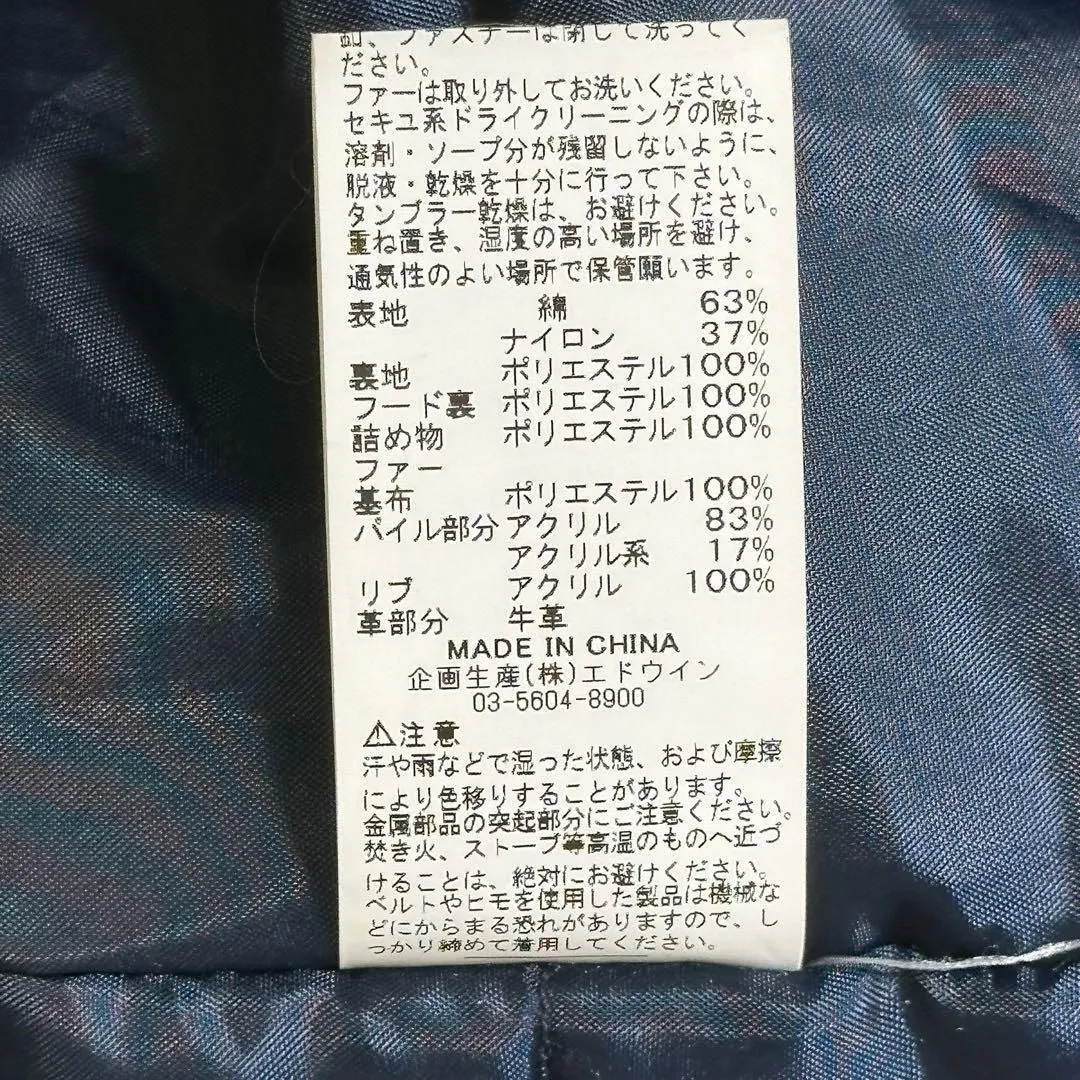 釦、ファスナーは閉じて洗ってく
ださい。
ファーは取り外してお洗いください。
セキユ系ドライクリーニングの際は、
溶剤・ソープ分が残留しないように、
脱液・乾燥を十分に行って下さい。
タンブラー乾燥は、お避けください。
重ね置き、湿度の高い場所を避け、
通気性のよい場所で保管願います。
表地 綿 63%
ナイロン 37%
裏地 ポリエステル100%
フード裏 ポリエステル100%
詰め物 ポリエステル100%
ファー
基布 ポリエステル100%
パイル部分 アクリル 83%
アクリル系 17%
リブ アクリル 100%
革部分 牛革
MADE IN CHINA
企画生産(株)エドウイン
03-5604-8900
⚠注意
汗や雨などで湿った状態、および摩擦
により色移りすることがあります。
金属部品の突起部分にご注意ください。
焚き火、ストーブ等高温のものへ近づ
けることは、絶対にお避けください。
ベルトやヒモを使用した製品は機械な
どにからまる恐れがありますので、し
っかり締めて着用してください。